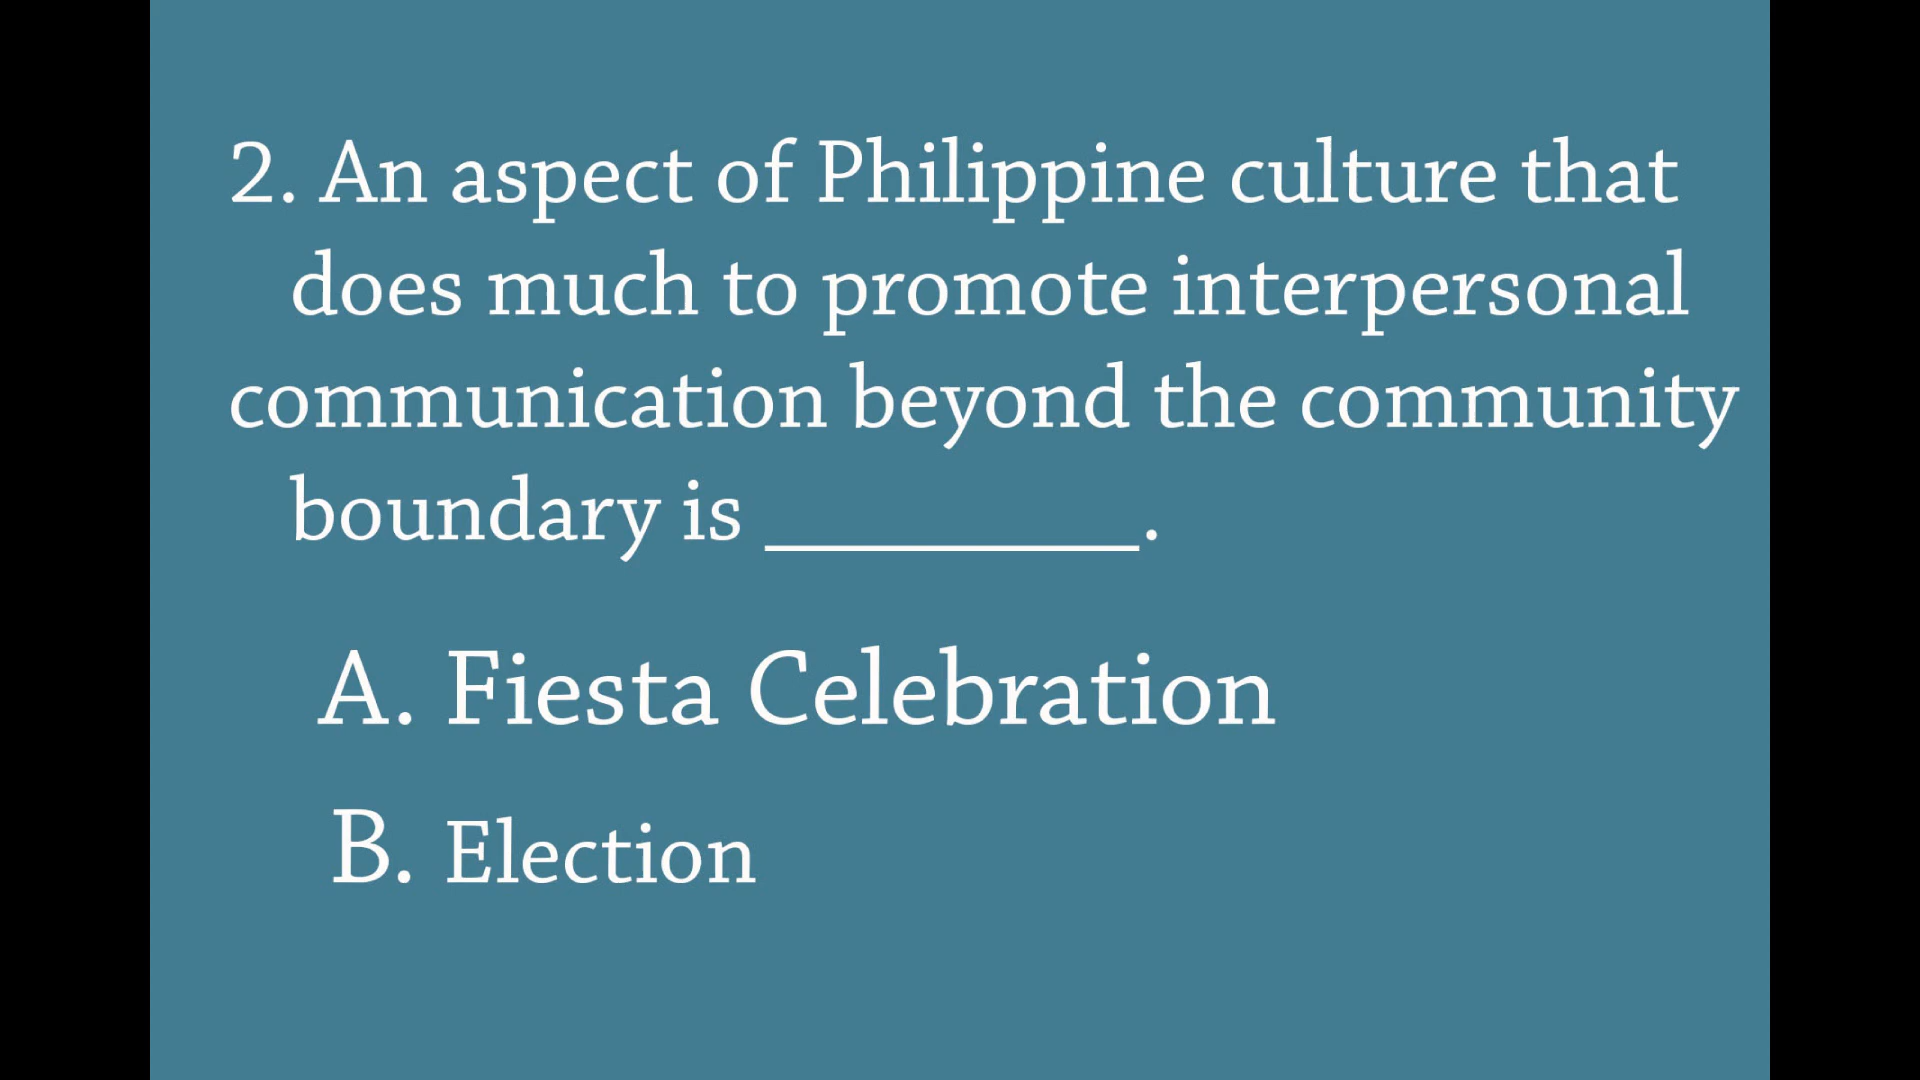 2. An aspect of Philippine culture that
does much to promote interpersonal
communication beyond the community
boundary is __________.
A. Fiesta Celebration
B. Election